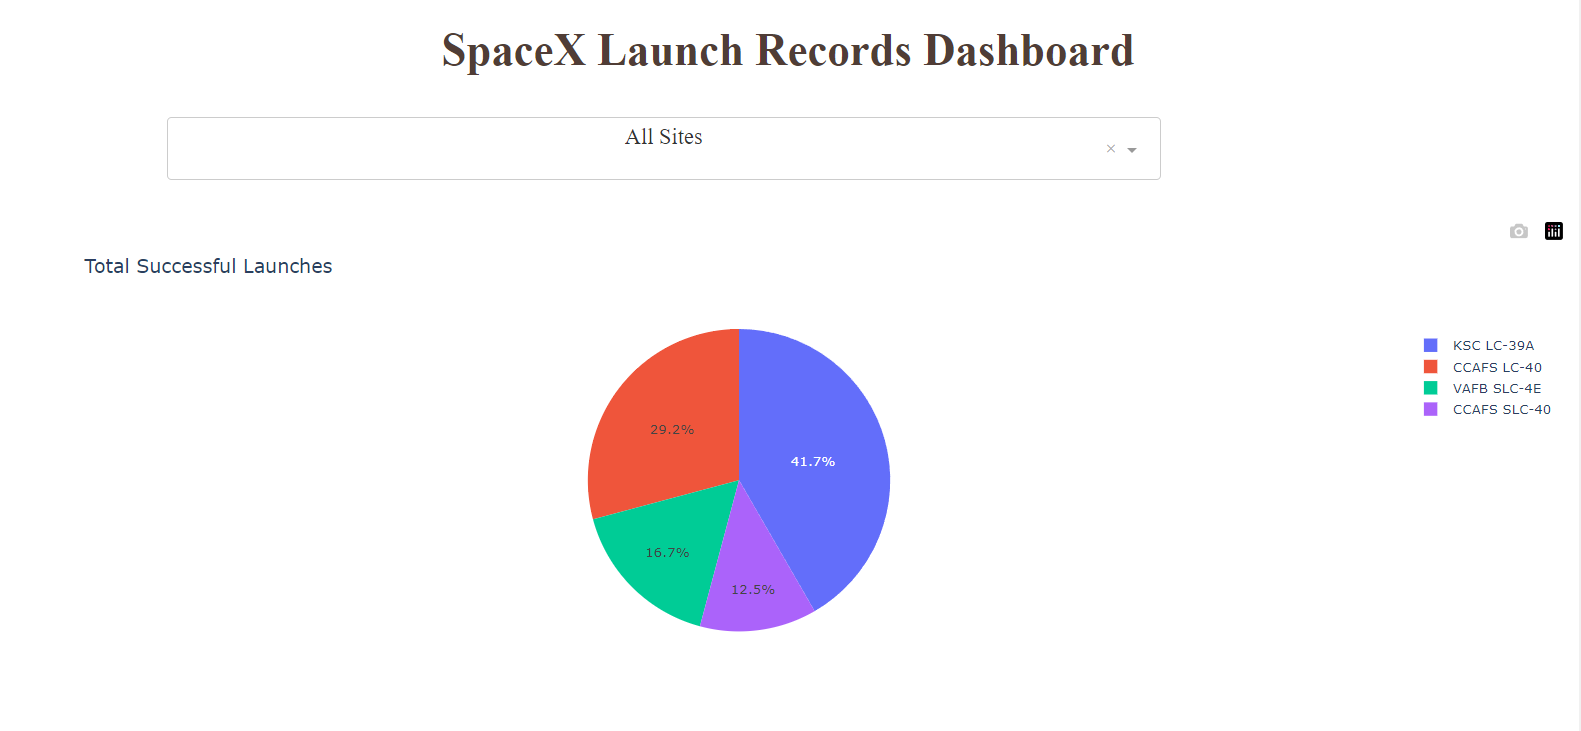 SpaceX Launch Records Dashboard
All Sites
×
Total Successful Launches
KSC LC-39A
CCAFS LC-40
VAFB SLC-4E
CCAFS SLC-40
29.2%
41.7%
16.7%
12.5%